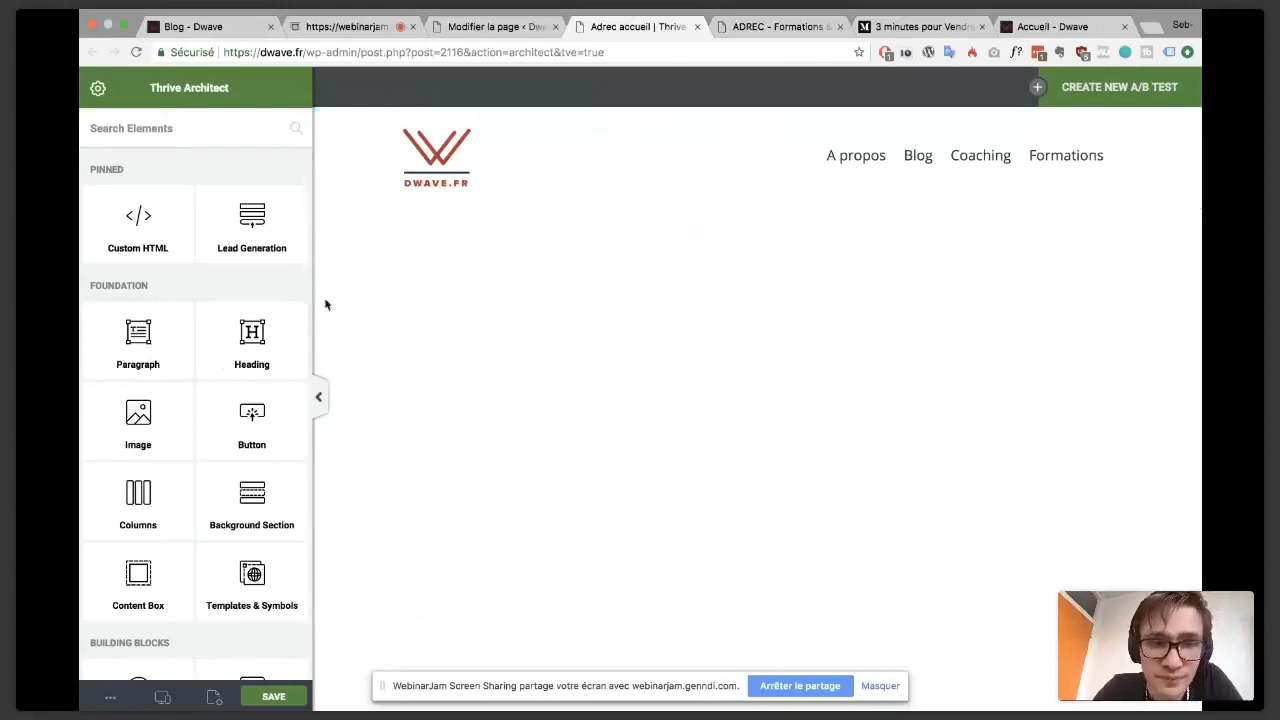 Blog - Dwave
https://webinarjam.
Modifier la page < Dw
Adrec accueil | Thrive
ADREC - Formations &
3 minutes pour Vendre
Accueil - Dwave
Seb-
Sécurisé
https://dwave.fr/wp-admin/post.php?post=2116&action=architect&tve=true
Thrive Architect
CREATE NEW A/B TEST
Search Elements
PINNED
Custom HTML
Lead Generation
FOUNDATION
Paragraph
Heading
Image
Button
Columns
Background Section
Content Box
Templates & Symbols
BUILDING BLOCKS
SAVE
DWAVE.FR
A propos
Blog
Coaching
Formations
WebinarJam Screen Sharing partage votre écran avec webinarjam.genndi.com.
Arrêter le partage
Masquer